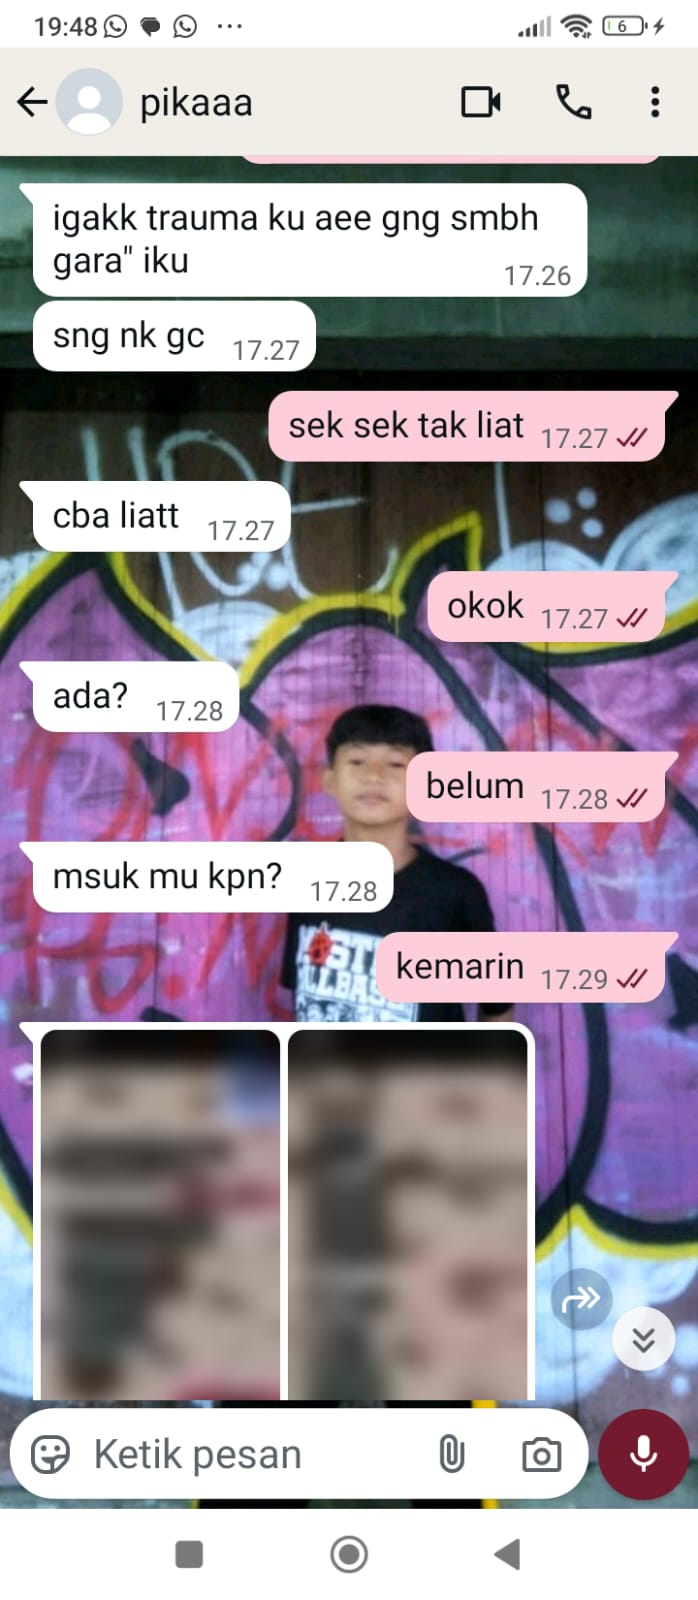 19:48
6
pikaaa
igakk trauma ku aee gng smbh
gara" iku
17.26
sng nk gc 17.27
sek sek tak liat 17.27
cba liatt 17.27
okok 17.27
ada? 17.28
belum 17.28
msuk mu kpn? 17.28
kemarin 17.29
Ketik pesan